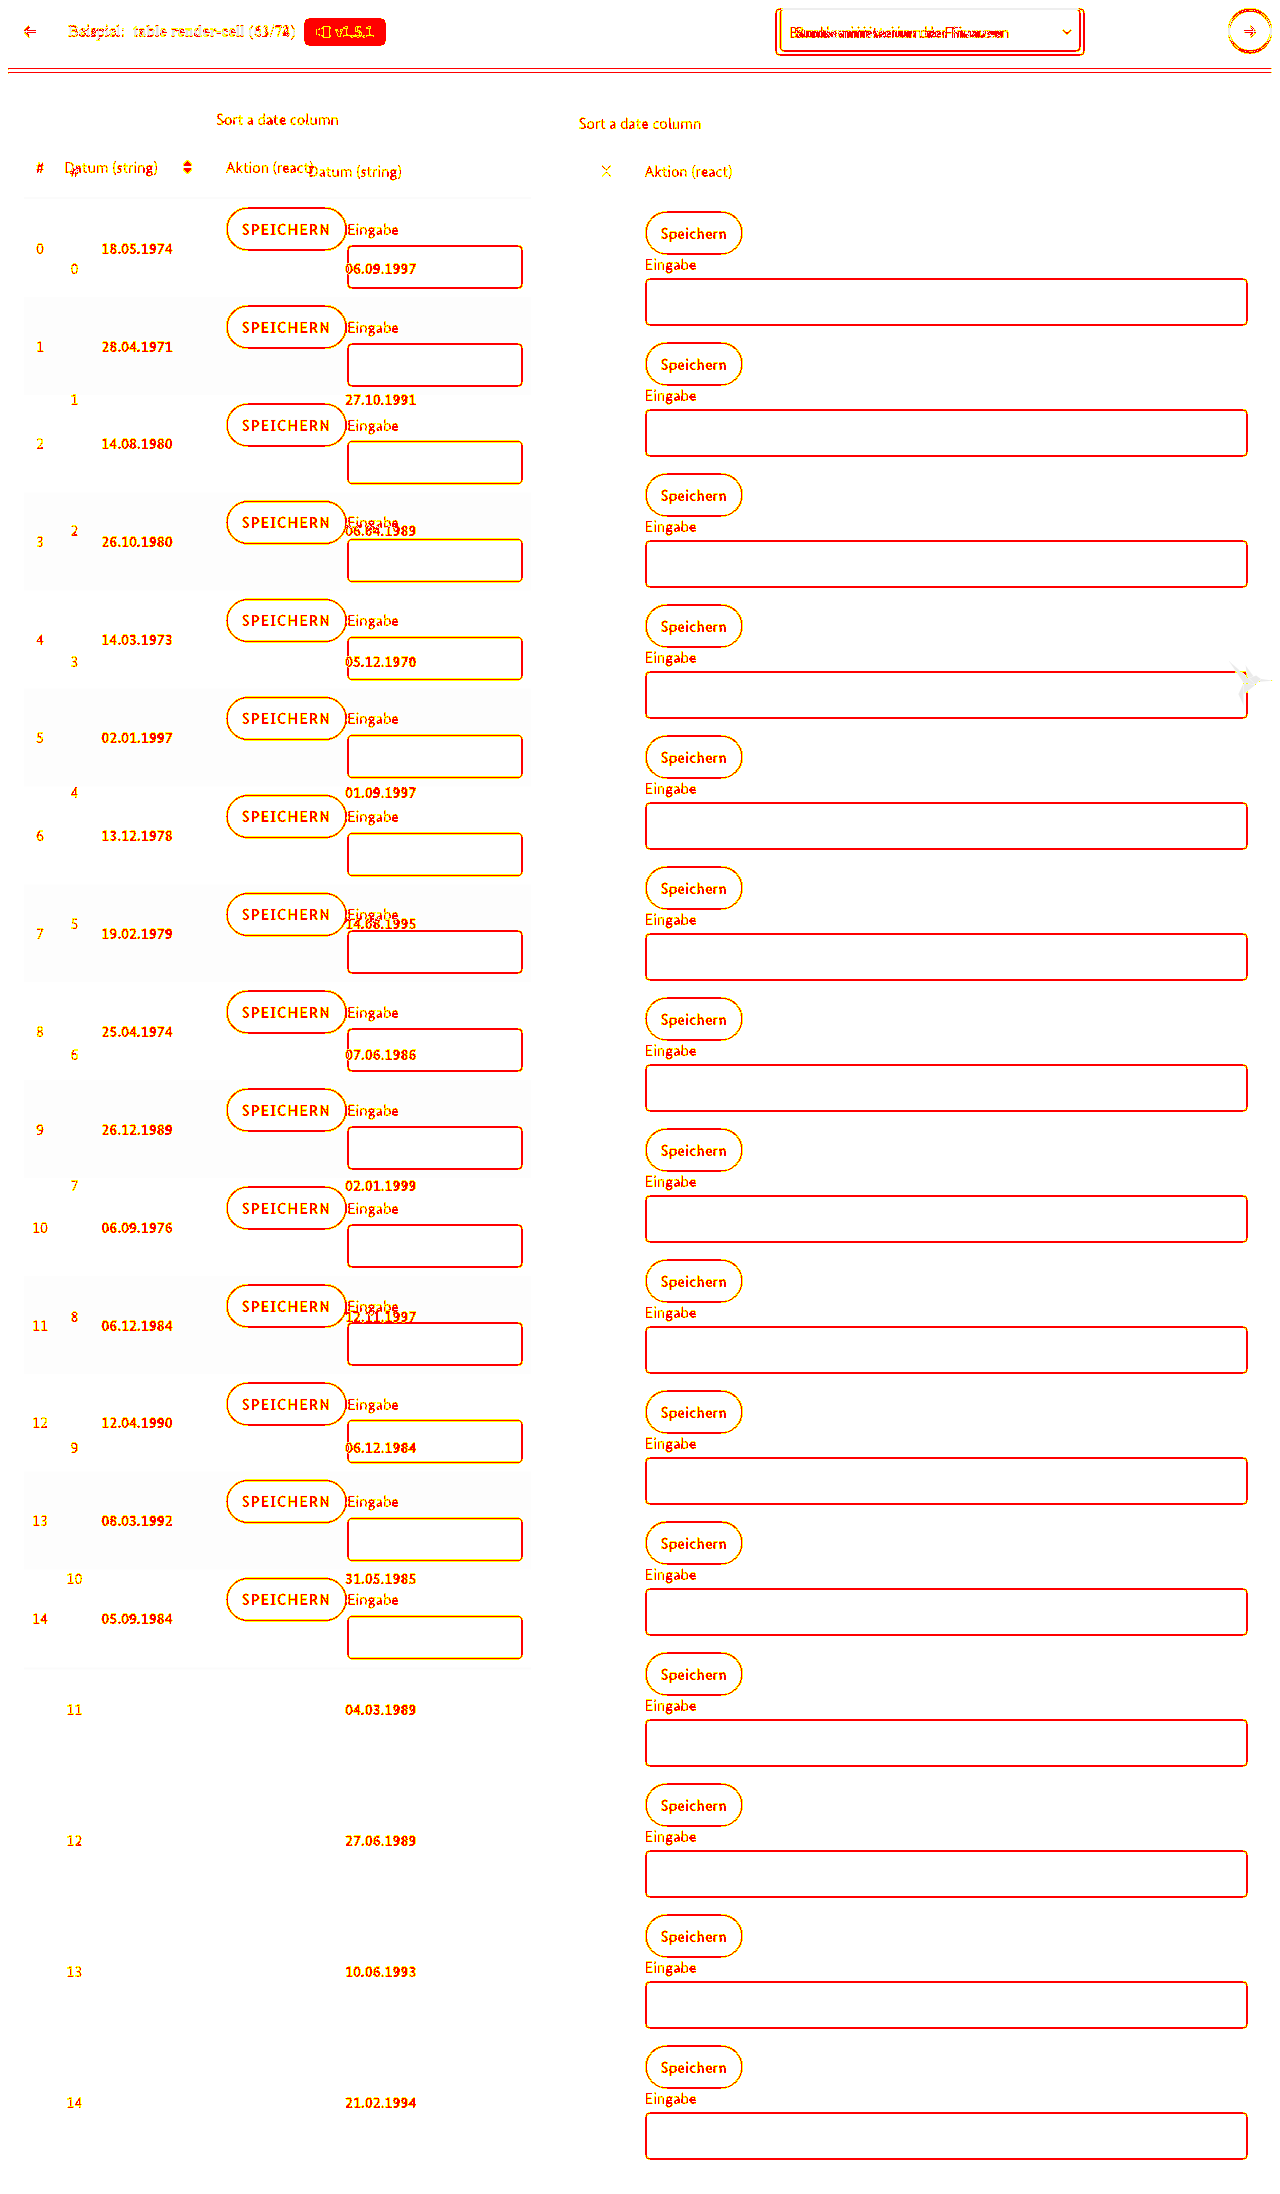 Beispiel: table render-cell (63/74) v1.5.1
Sort a date column
Sort a date column
# Datum (string) Aktion (react)
# Datum (string) Aktion (react)
SPEICHERN Eingabe Speichern
0 18.05.1974
0 06.09.1997 Eingabe
SPEICHERN Eingabe
1 28.04.1971 Speichern
1 27.10.1991 Eingabe
SPEICHERN Eingabe
2 14.08.1980
Speichern
SPEICHERN Eingabe
2 06.04.1989 Eingabe
3 26.10.1980
SPEICHERN Eingabe Speichern
4 14.03.1973
3 05.12.1970 Eingabe
SPEICHERN Eingabe
5 02.01.1997 Speichern
4 01.09.1997 Eingabe
SPEICHERN Eingabe
6 13.12.1978
Speichern
SPEICHERN Eingabe
5 14.08.1995 Eingabe
7 19.02.1979
SPEICHERN Eingabe Speichern
8 25.04.1974
6 07.06.1986 Eingabe
SPEICHERN Eingabe
9 26.12.1989 Speichern
7 02.01.1999 Eingabe
SPEICHERN Eingabe
10 06.09.1976
Speichern
SPEICHERN Eingabe
8 12.11.1997 Eingabe
11 06.12.1984
SPEICHERN Eingabe Speichern
12 12.04.1990
9 06.12.1984 Eingabe
SPEICHERN Eingabe
13 08.03.1992 Speichern
10 31.05.1985 Eingabe
SPEICHERN Eingabe
14 05.09.1984
Speichern
11 04.03.1989 Eingabe
Speichern
12 27.06.1989 Eingabe
Speichern
13 10.06.1993 Eingabe
Speichern
14 21.02.1994 Eingabe